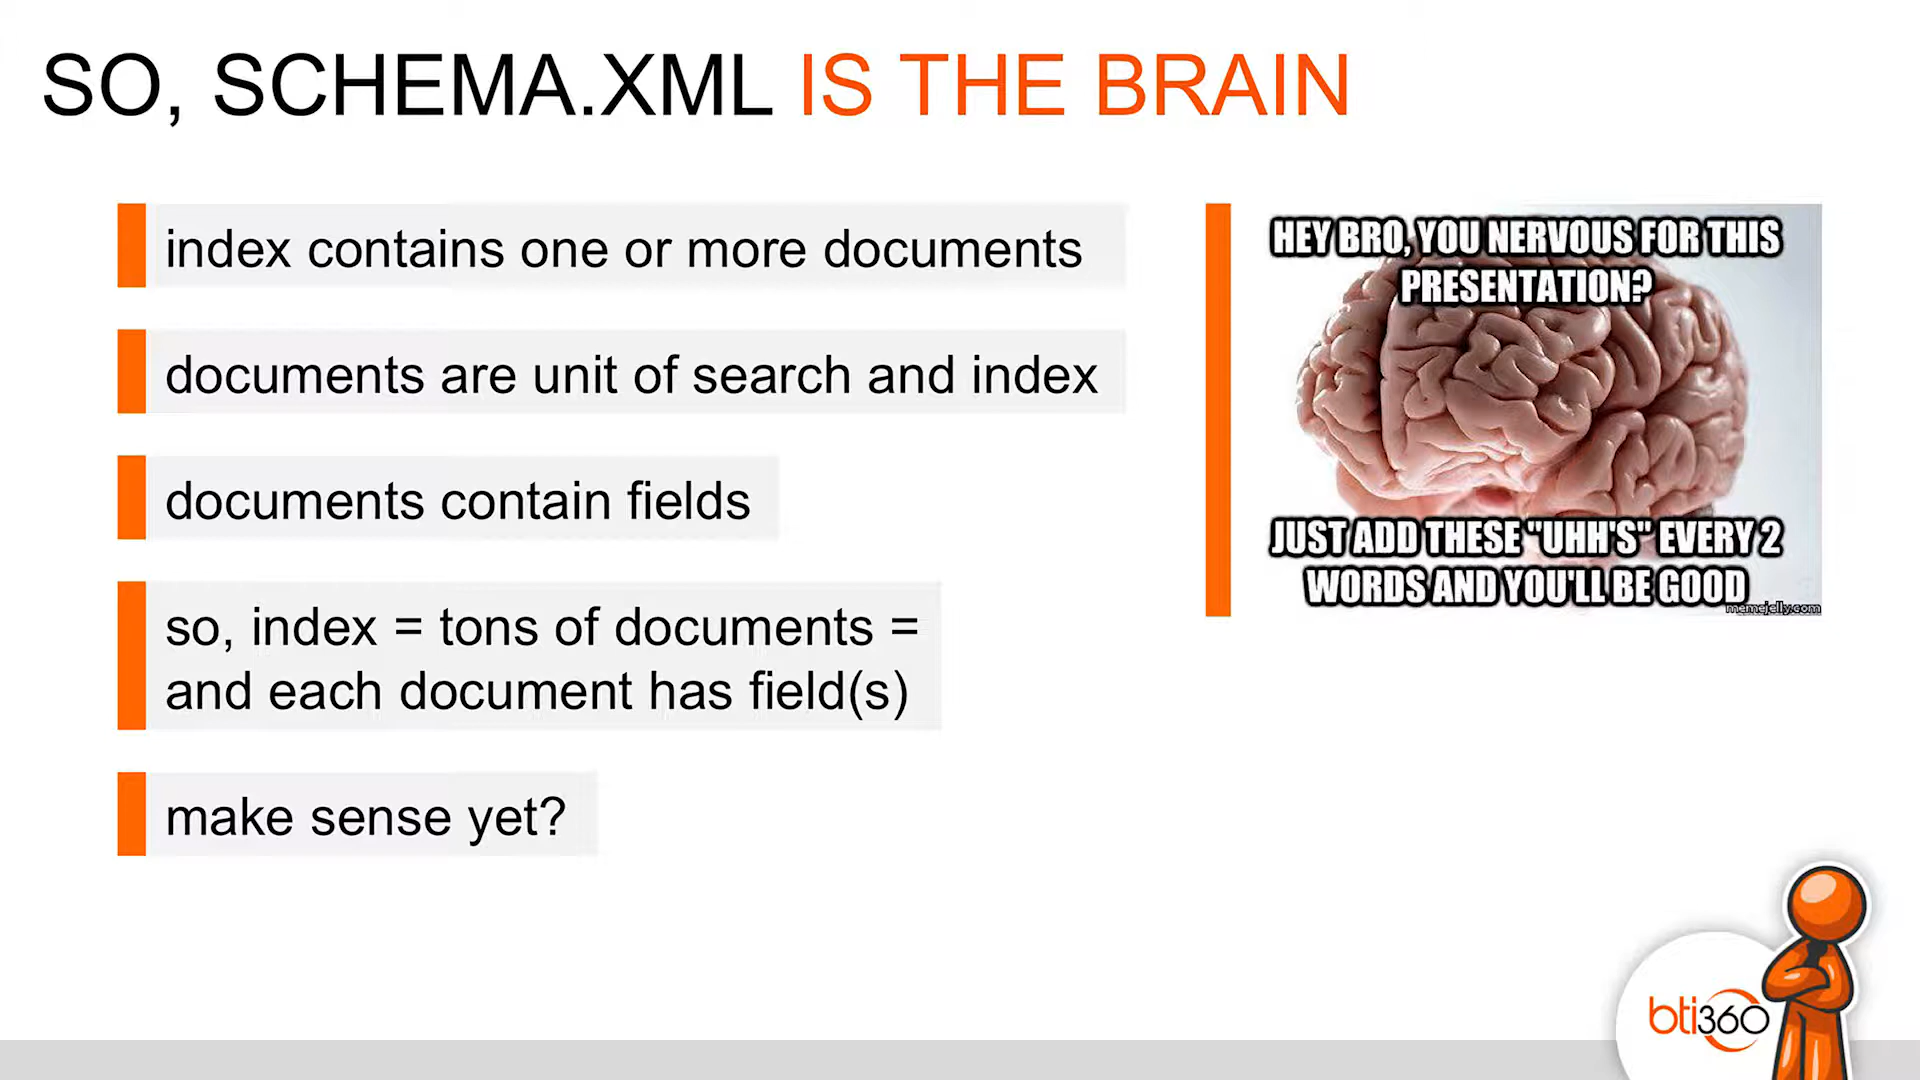 SO, SCHEMA.XML IS THE BRAIN
index contains one or more documents
documents are unit of search and index
documents contain fields
so, index = tons of documents =
and each document has field(s)
make sense yet?
HEY BRO, YOU NERVOUS FOR THIS
PRESENTATION?
JUST ADD THESE "UHH'S" EVERY 2
WORDS AND YOU'LL BE GOOD
memejelly.com
bti360